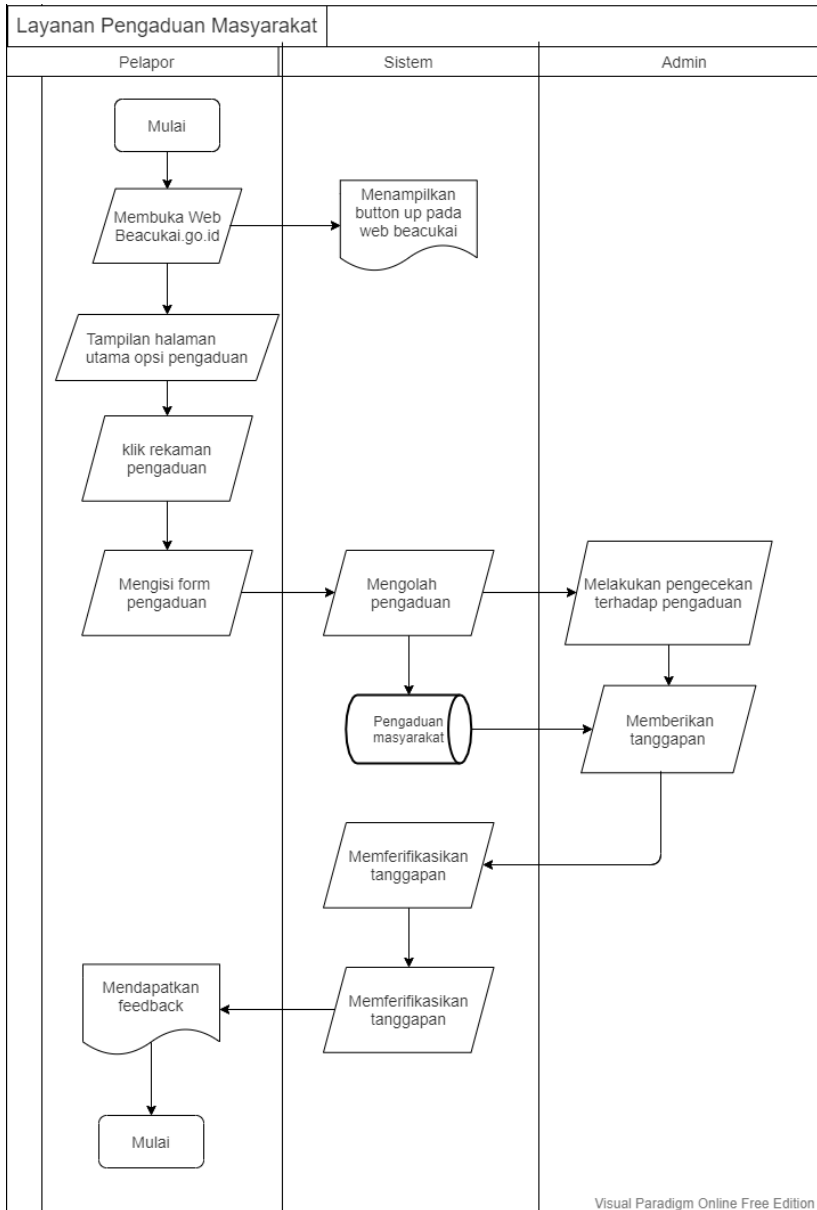 Layanan Pengaduan Masyarakat
Pelapor
Sistem
Admin
Mulai
Membuka Web
Beacukai.go.id
Menampilkan
button up pada
web beacukai
Tampilan halaman
utama opsi pengaduan
klik rekaman
pengaduan
Mengisi form
pengaduan
Mengolah
pengaduan
Melakukan pengecekan
terhadap pengaduan
Pengaduan
masyarakat
Memberikan
tanggapan
Memferifikasikan
tanggapan
Memferifikasikan
tanggapan
Mendapatkan
feedback
Mulai
Visual Paradigm Online Free Edition